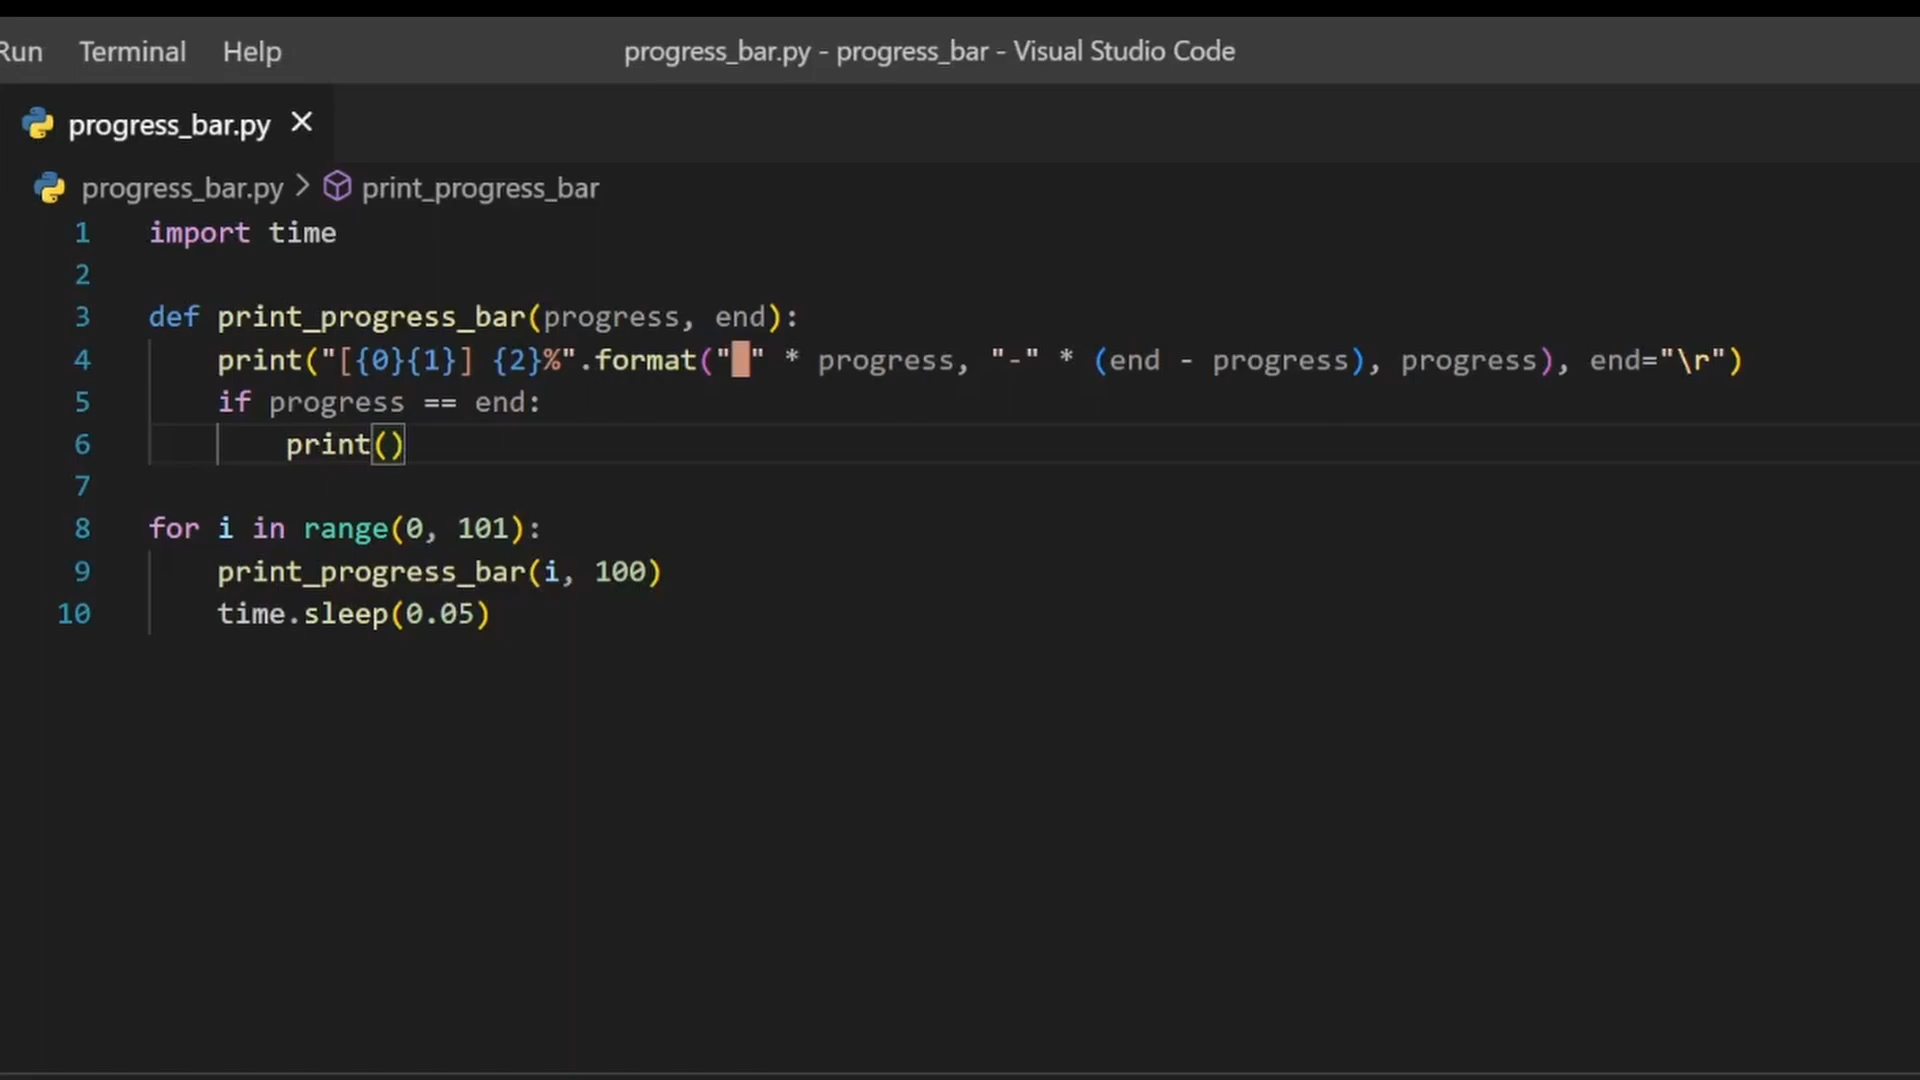 Run Terminal Help progress_bar.py - progress_bar - Visual Studio Code
progress_bar.py ×
progress_bar.py > print_progress_bar
1 import time
2
3 def print_progress_bar(progress, end):
4     print("[{0}{1}] {2}%".format("█" * progress, "-" * (end - progress), progress), end="\r")
5     if progress == end:
6         print()
7
8 for i in range(0, 101):
9     print_progress_bar(i, 100)
10     time.sleep(0.05)